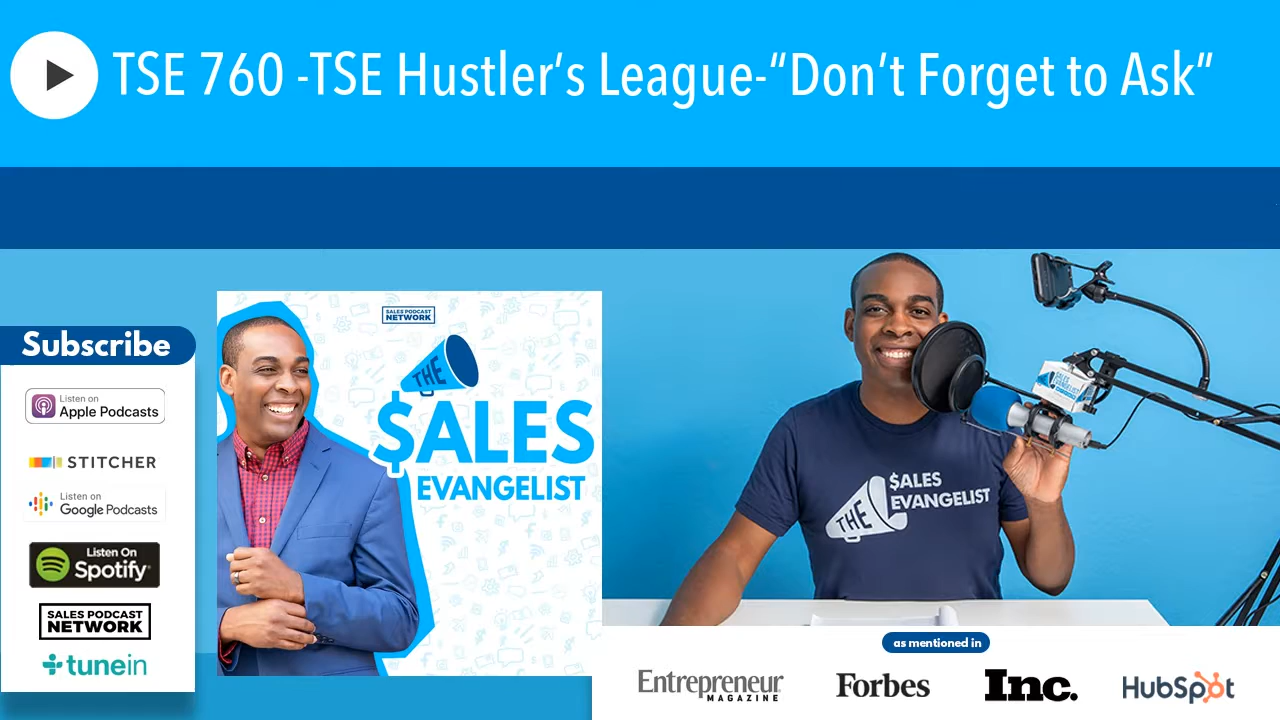 TSE 760 -TSE Hustler's League-"Don't Forget to Ask"
Subscribe
Listen on
Apple Podcasts
STITCHER
Listen on
Google Podcasts
Listen On
Spotify
SALES PODCAST
NETWORK
tunein
SALES PODCAST
NETWORK
THE
$ALES
EVANGELIST
THE
$ALES
EVANGELIST
SALES
EVANGELIST
as mentioned in
Entrepreneur
MAGAZINE
Forbes
Inc.
HubSpot